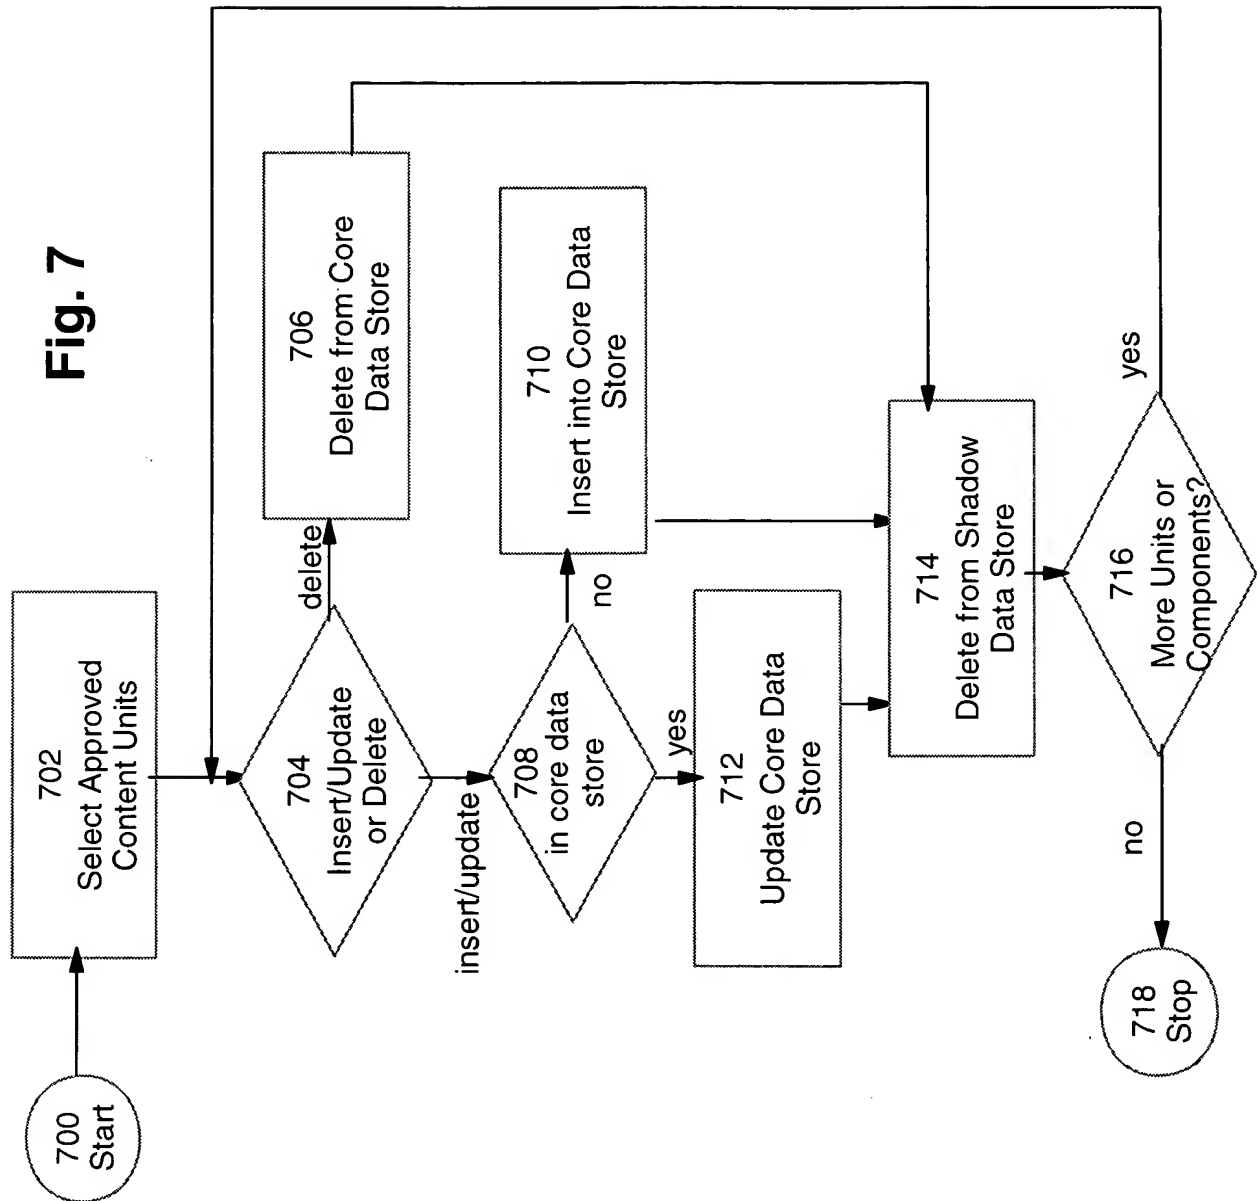 Fig. 7
700
Start
702
Select Approved
Content Units
704
Insert/Update
or Delete
delete
706
Delete from Core
Data Store
insert/update
708
in core data
store
no
710
Insert into Core Data
Store
yes
712
Update Core Data
Store
714
Delete from Shadow
Data Store
716
More Units or
Components?
yes
no
718
Stop